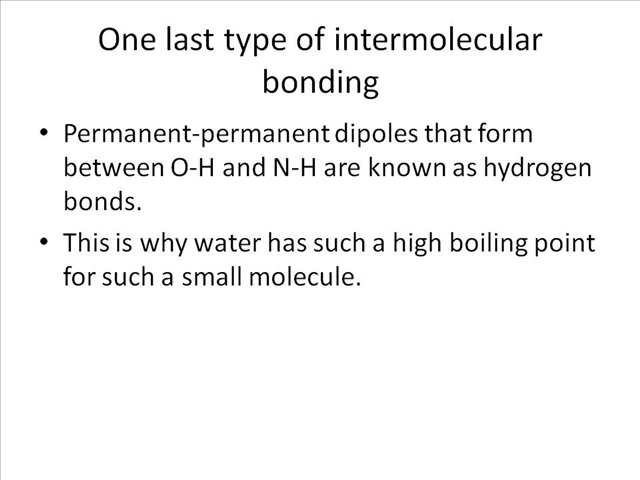 One last type of intermolecular
bonding
• Permanent-permanent dipoles that form
between O-H and N-H are known as hydrogen
bonds.
• This is why water has such a high boiling point
for such a small molecule.